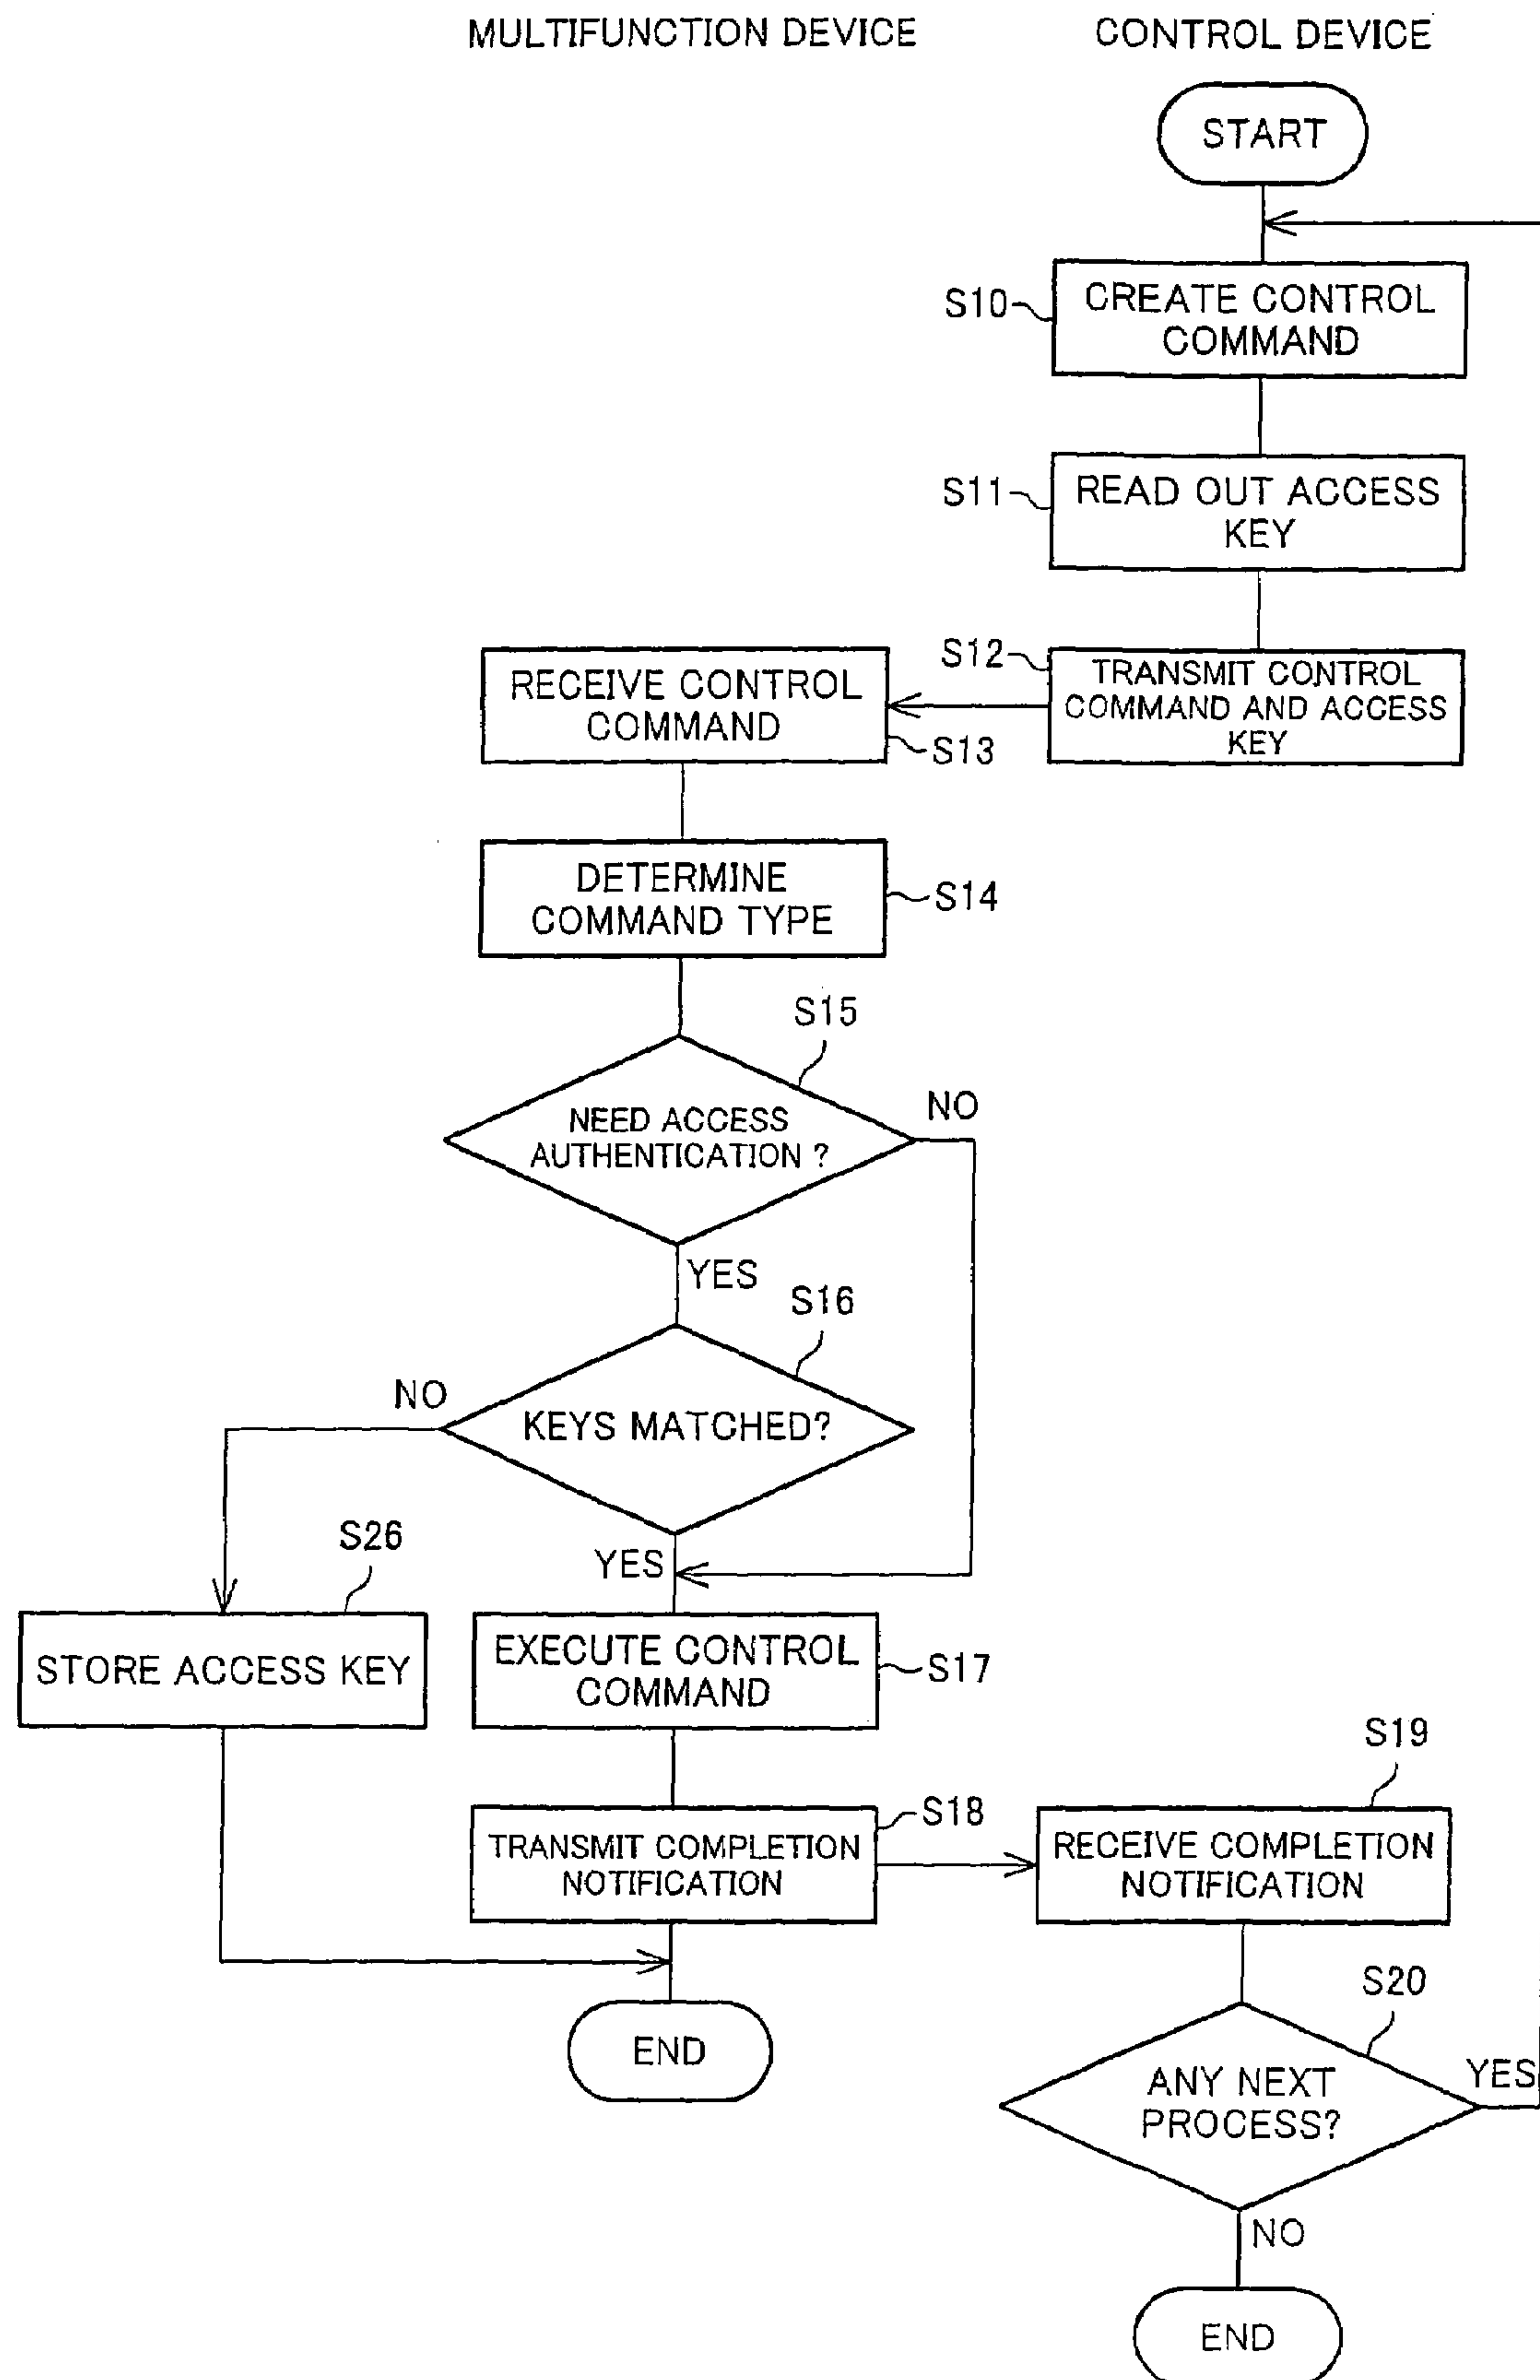 MULTIFUNCTION DEVICE
CONTROL DEVICE
START
S10
CREATE CONTROL
COMMAND
S11
READ OUT ACCESS
KEY
S12
TRANSMIT CONTROL
COMMAND AND ACCESS
KEY
RECEIVE CONTROL
COMMAND
S13
DETERMINE
COMMAND TYPE
S14
S15
NEED ACCESS
AUTHENTICATION ?
NO
YES
S16
KEYS MATCHED?
NO
YES
S26
STORE ACCESS KEY
EXECUTE CONTROL
COMMAND
S17
TRANSMIT COMPLETION
NOTIFICATION
S18
S19
RECEIVE COMPLETION
NOTIFICATION
END
S20
ANY NEXT
PROCESS?
YES
NO
END